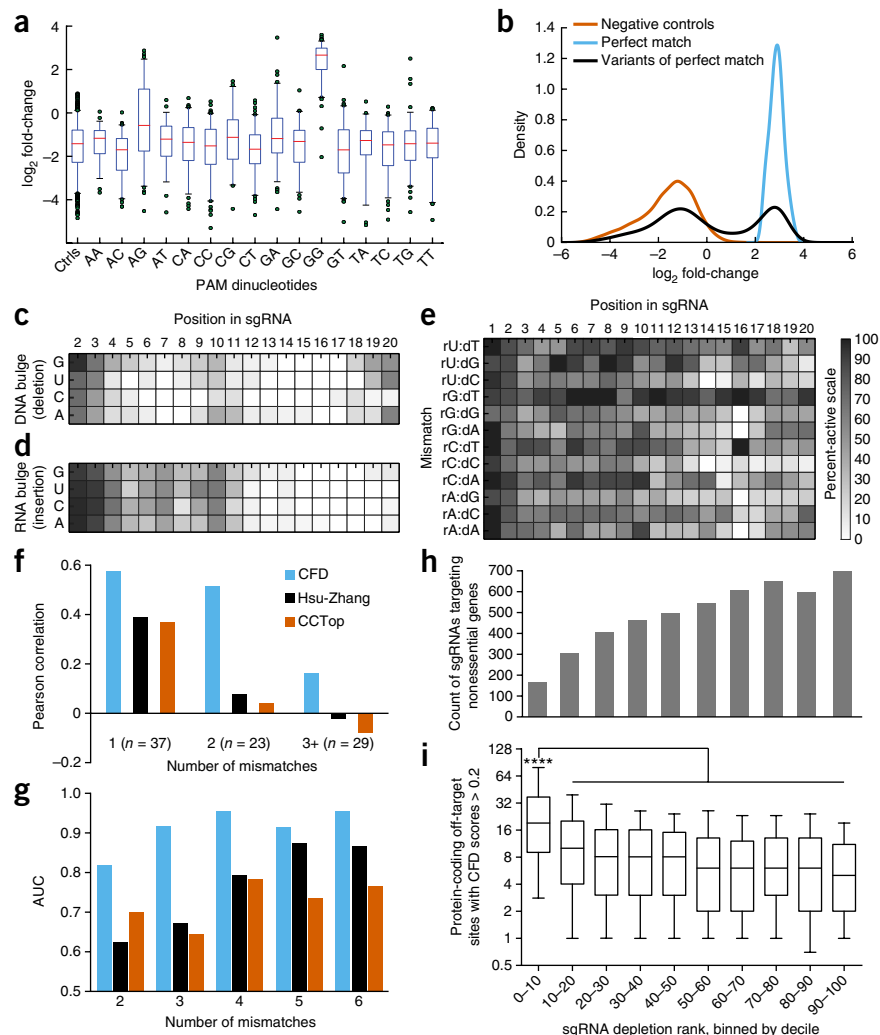 a
4
2
0
−2
−4
log2 fold-change
Ctrls
AA
AC
AG
AT
CA
CC
CG
CT
GA
GC
GG
GT
TA
TC
TG
TT
PAM dinucleotides
b
Negative controls
Perfect match
Variants of perfect match
1.4
1.2
1.0
0.8
0.6
0.4
0.2
0
Density
−6 −4 −2 0 2 4 6
log2 fold-change
c
Position in sgRNA
2 3 4 5 6 7 8 9 10 11 12 13 14 15 16 17 18 19 20
G
U
C
A
DNA bulge
(deletion)
d
G
U
C
A
RNA bulge
(insertion)
e
Position in sgRNA
1 2 3 4 5 6 7 8 9 10 11 12 13 14 15 16 17 18 19 20
rU:dT
rU:dG
rU:dC
rG:dT
rG:dG
rG:dA
rC:dT
rC:dC
rC:dA
rA:dG
rA:dC
rA:dA
Mismatch
100
90
80
70
60
50
40
30
20
10
0
Percent-active scale
f
0.6
0.4
0.2
0
−0.2
Pearson correlation
CFD
Hsu-Zhang
CCTop
1 (n = 37) 2 (n = 23) 3+ (n = 29)
Number of mismatches
g
1.0
0.9
0.8
0.7
0.6
0.5
AUC
2 3 4 5 6
Number of mismatches
h
700
600
500
400
300
200
100
0
Count of sgRNAs targeting
nonessential genes
i
128
64
32
16
8
4
2
1
0.5
****
Protein-coding off-target
sites with CFD scores > 0.2
0–10
10–20
20–30
30–40
40–50
50–60
60–70
70–80
80–90
90–100
sgRNA depletion rank, binned by decile